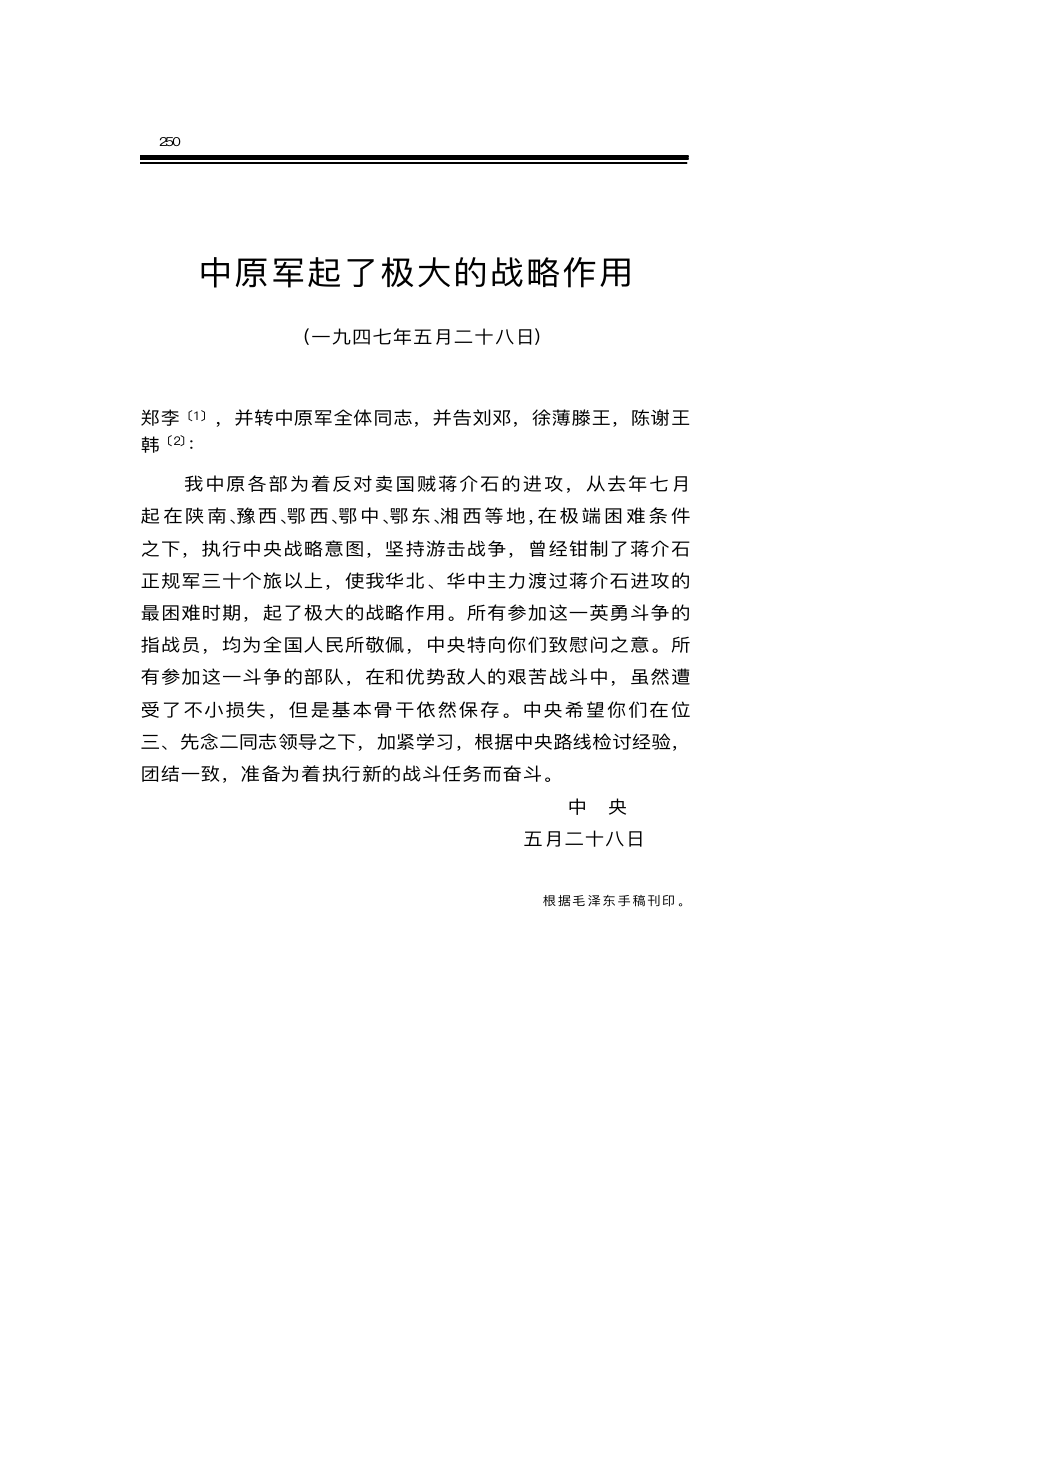 250
中原军起了极大的战略作用
(一九四七年五月二十八日)
郑李〔1〕，并转中原军全体同志，并告刘邓，徐薄滕王，陈谢王
韩〔2〕：
我中原各部为着反对卖国贼蒋介石的进攻，从去年七月
起在陕南、豫西、鄂西、鄂中、鄂东、湘西等地，在极端困难条件
之下，执行中央战略意图，坚持游击战争，曾经钳制了蒋介石
正规军三十个旅以上，使我华北、华中主力渡过蒋介石进攻的
最困难时期，起了极大的战略作用。所有参加这一英勇斗争的
指战员，均为全国人民所敬佩，中央特向你们致慰问之意。所
有参加这一斗争的部队，在和优势敌人的艰苦战斗中，虽然遭
受了不小损失，但是基本骨干依然保存。中央希望你们在位
三、先念二同志领导之下，加紧学习，根据中央路线检讨经验，
团结一致，准备为着执行新的战斗任务而奋斗。
中　央
五月二十八日
根据毛泽东手稿刊印。